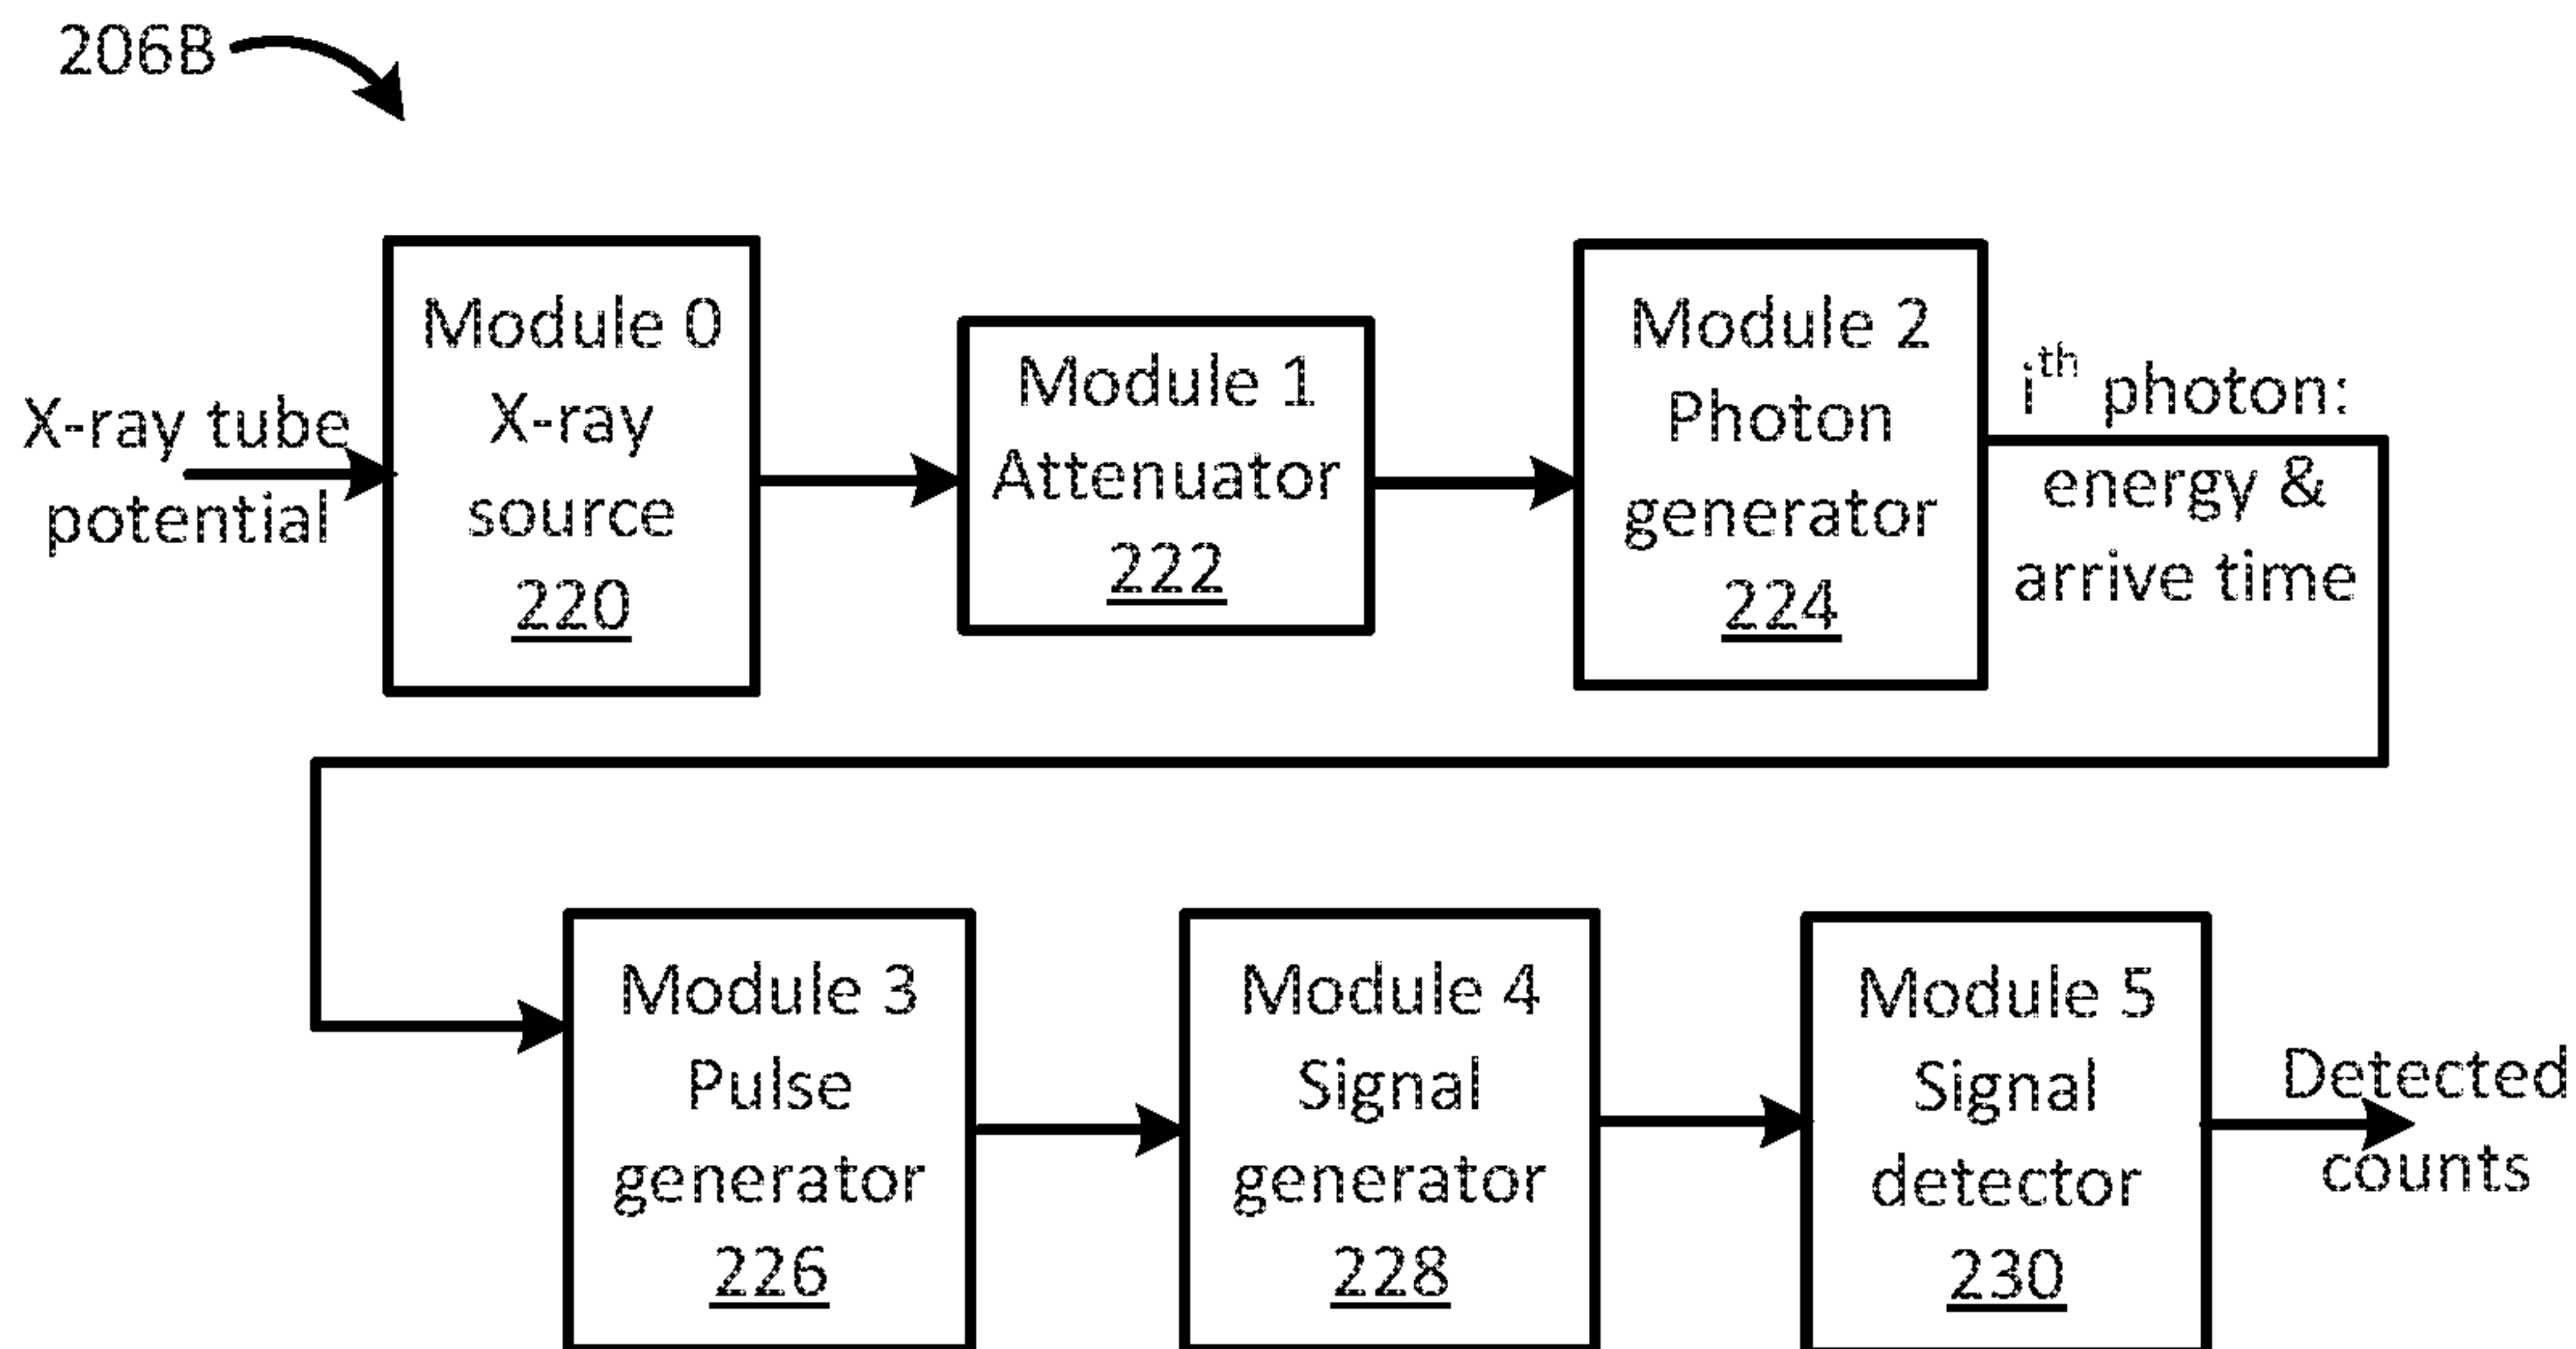 206B
X-ray tube
potential
Module 0
X-ray
source
220
Module 1
Attenuator
222
Module 2
Photon
generator
224
ith photon:
energy &
arrive time
Module 3
Pulse
generator
226
Module 4
Signal
generator
228
Module 5
Signal
detector
230
Detected
counts